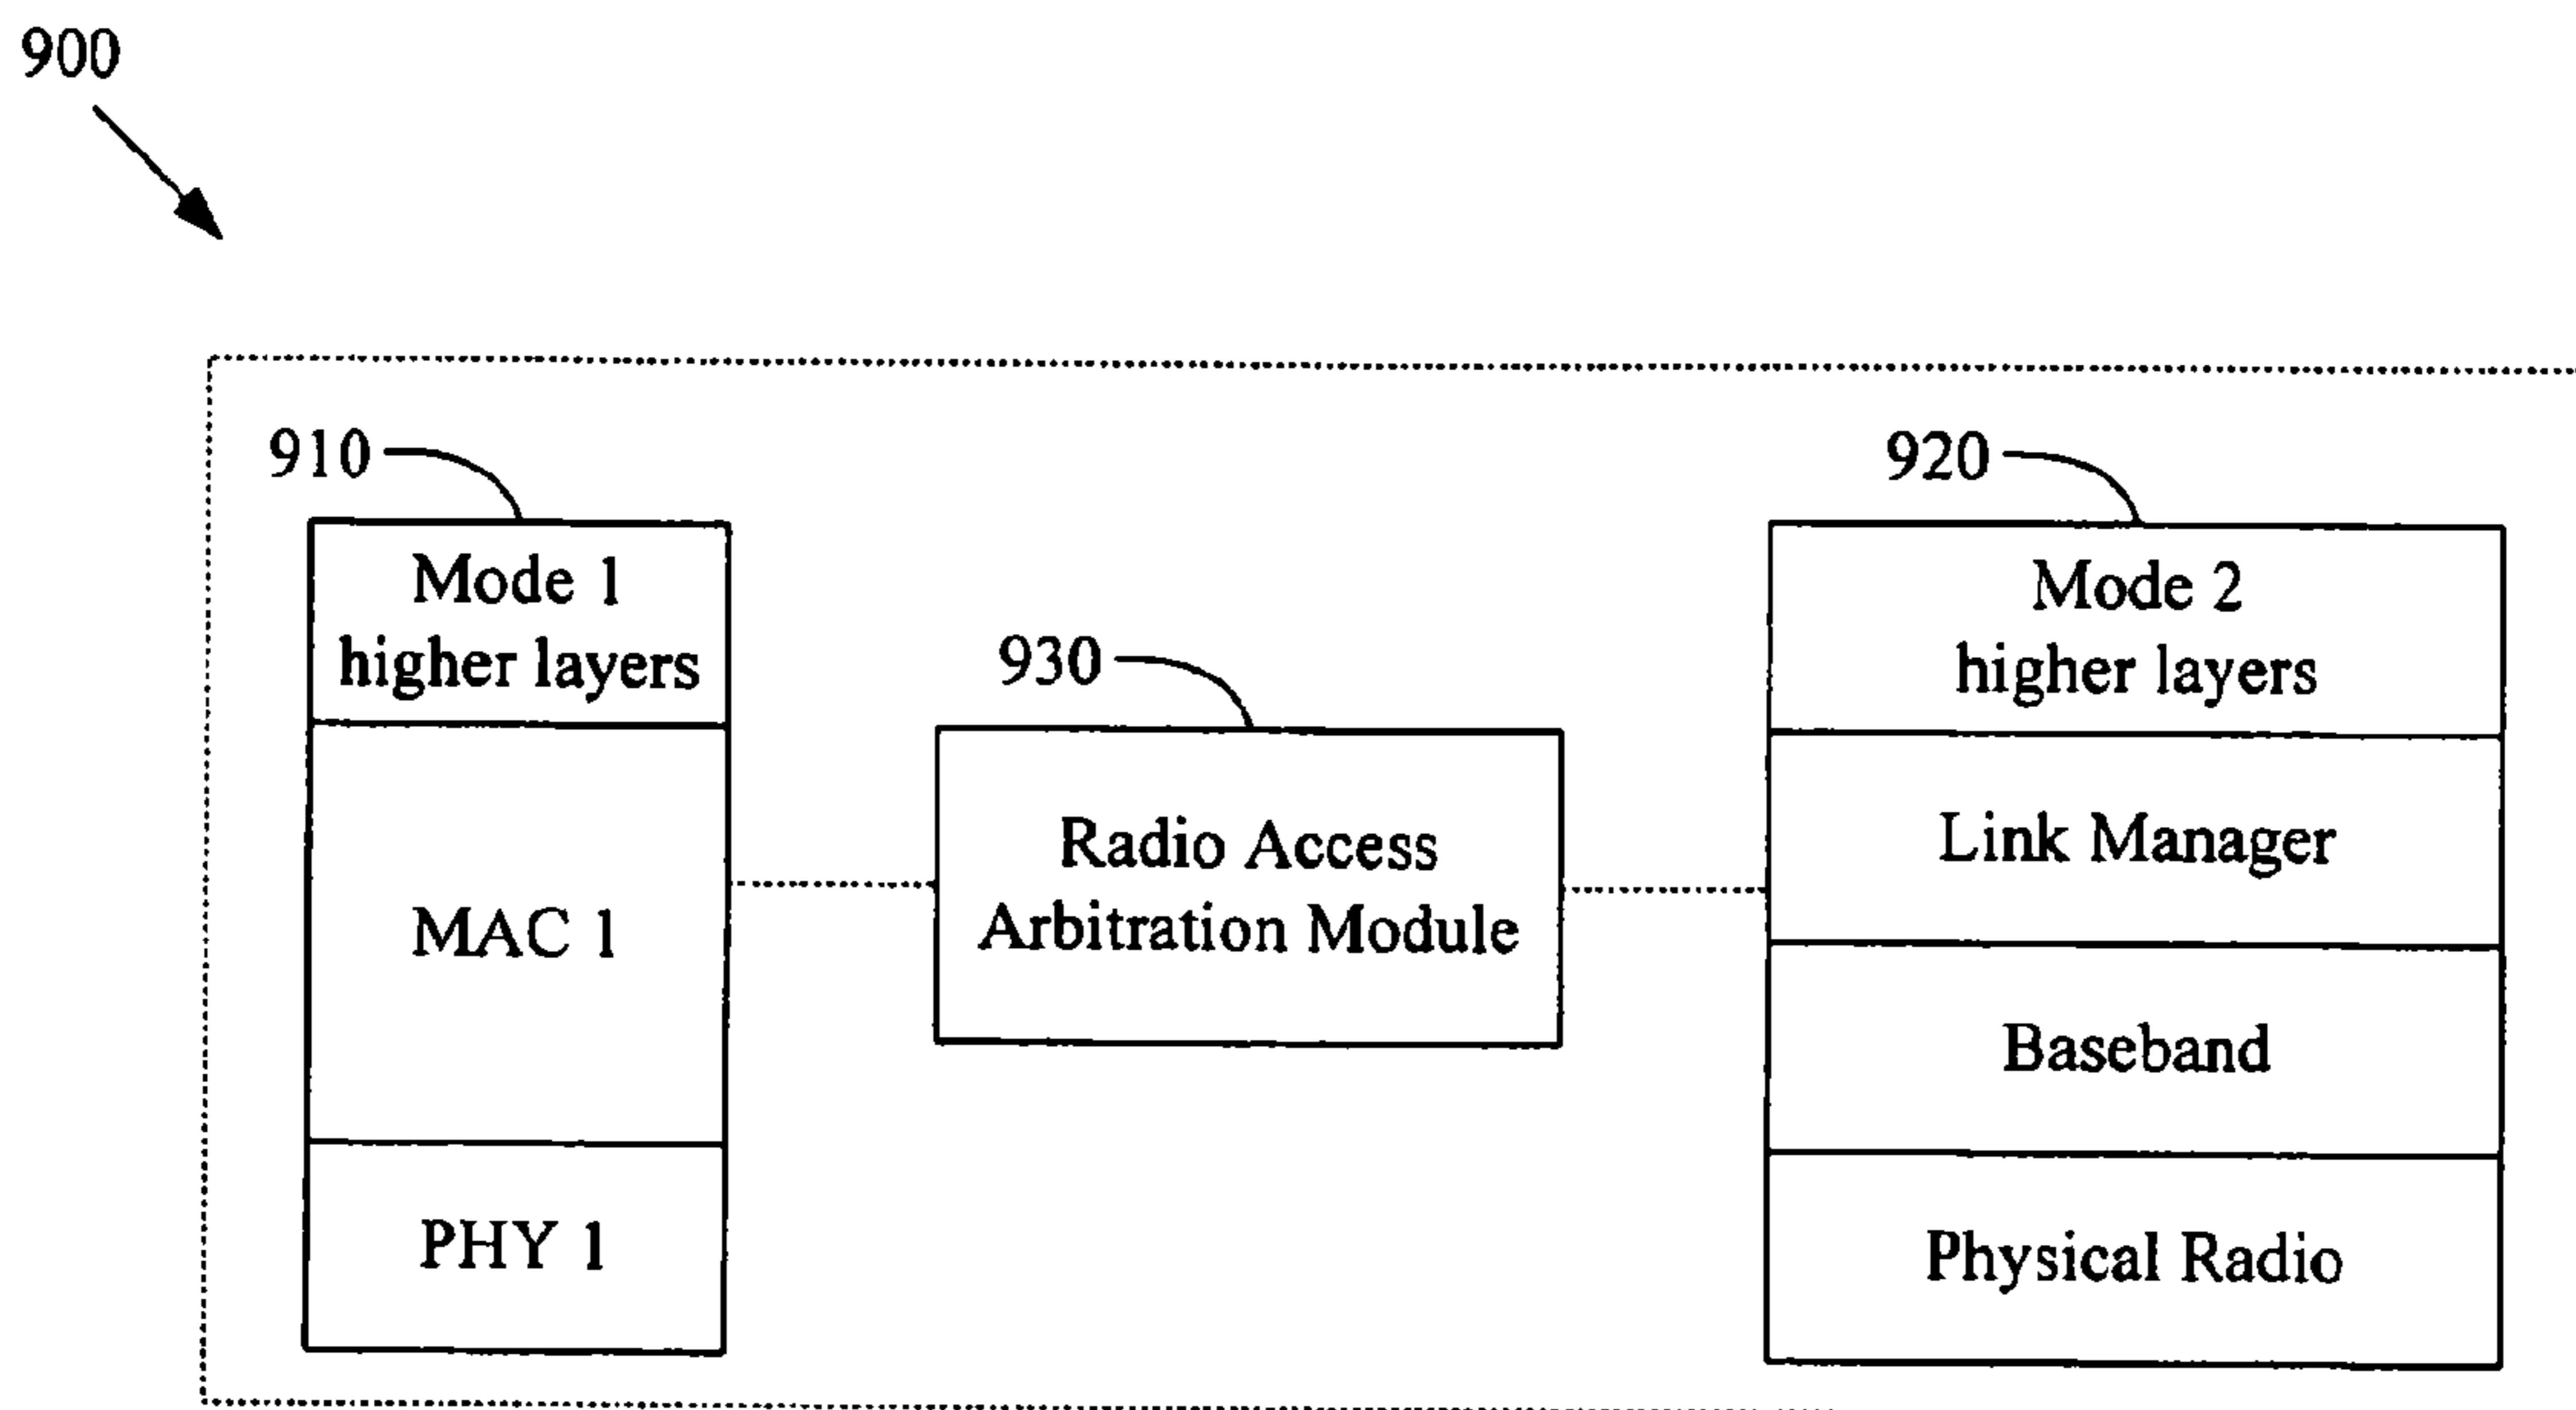 900
910
Mode 1
higher layers
MAC 1
PHY 1
930
Radio Access
Arbitration Module
920
Mode 2
higher layers
Link Manager
Baseband
Physical Radio